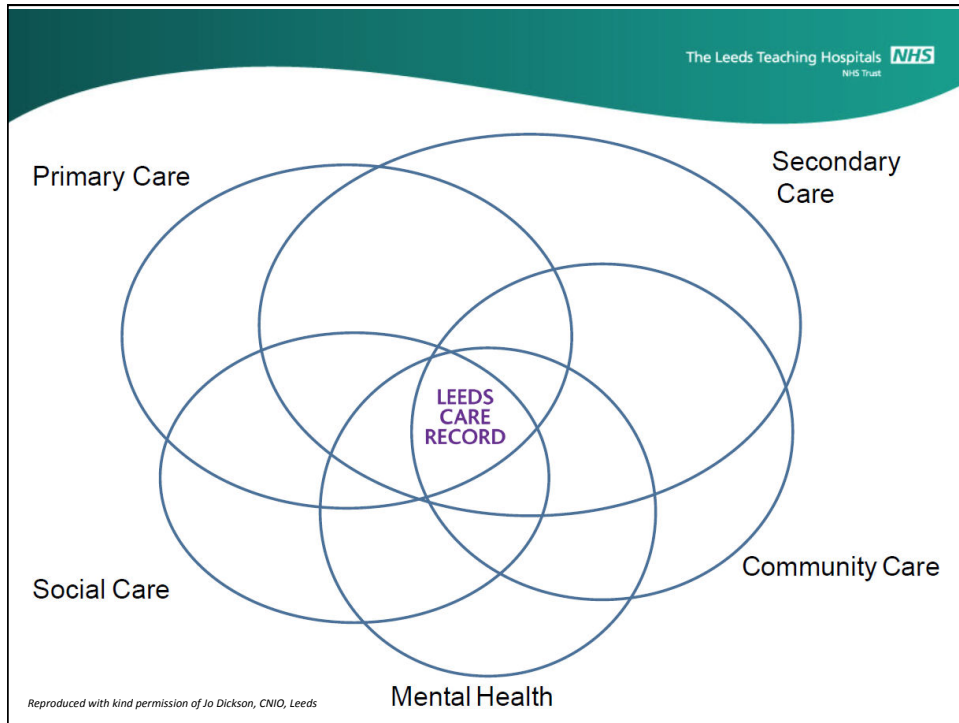 The Leeds Teaching Hospitals NHS
NHS Trust
Primary Care
Secondary
Care
LEEDS
CARE
RECORD
Community Care
Social Care
Mental Health
Reproduced with kind permission of Jo Dickson, CNIO, Leeds